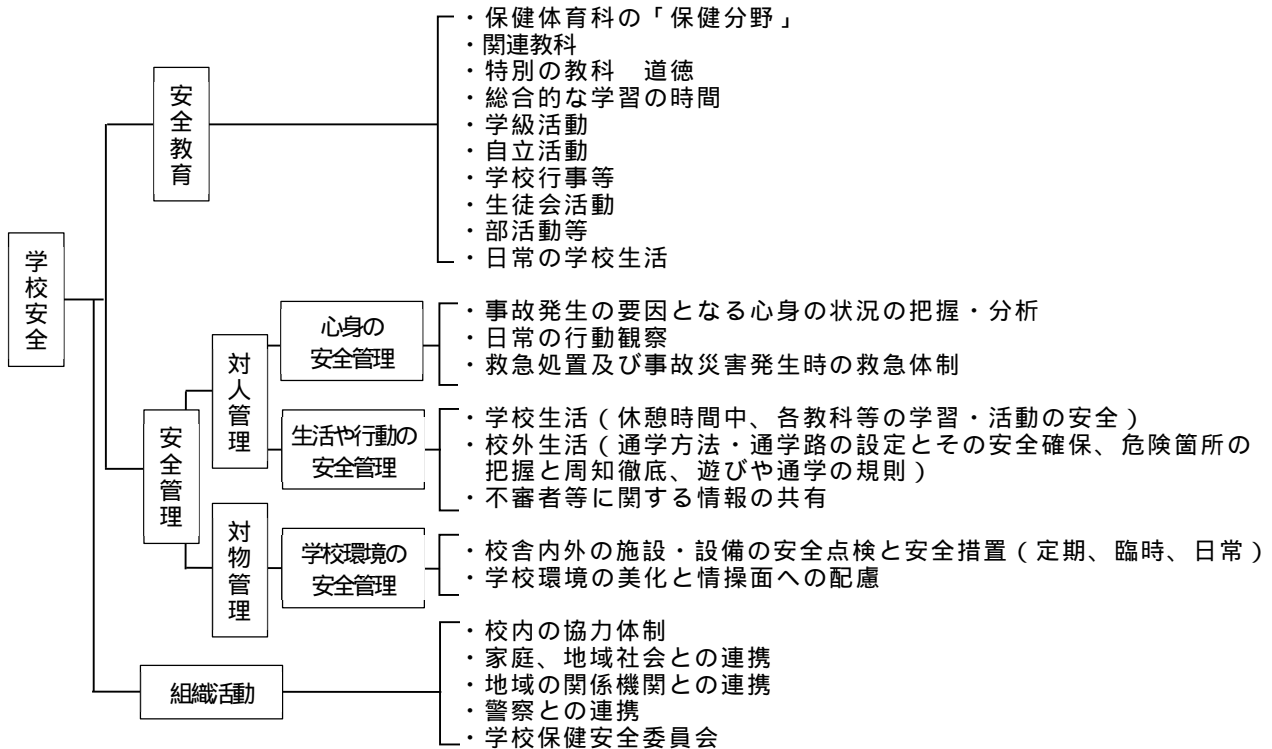 学校安全
安全教育
・保健体育科の「保健分野」
・関連教科
・特別の教科　道徳
・総合的な学習の時間
・学級活動
・自立活動
・学校行事等
・生徒会活動
・部活動等
・日常の学校生活
安全管理
対人管理
心身の
安全管理
・事故発生の要因となる心身の状況の把握・分析
・日常の行動観察
・救急処置及び事故災害発生時の救急体制
生活や行動の
安全管理
・学校生活（休憩時間中、各教科等の学習・活動の安全）
・校外生活（通学方法・通学路の設定とその安全確保、危険箇所の
把握と周知徹底、遊びや通学の規則）
・不審者等に関する情報の共有
対物管理
学校環境の
安全管理
・校舎内外の施設・設備の安全点検と安全措置（定期、臨時、日常）
・学校環境の美化と情操面への配慮
組織活動
・校内の協力体制
・家庭、地域社会との連携
・地域の関係機関との連携
・警察との連携
・学校保健安全委員会